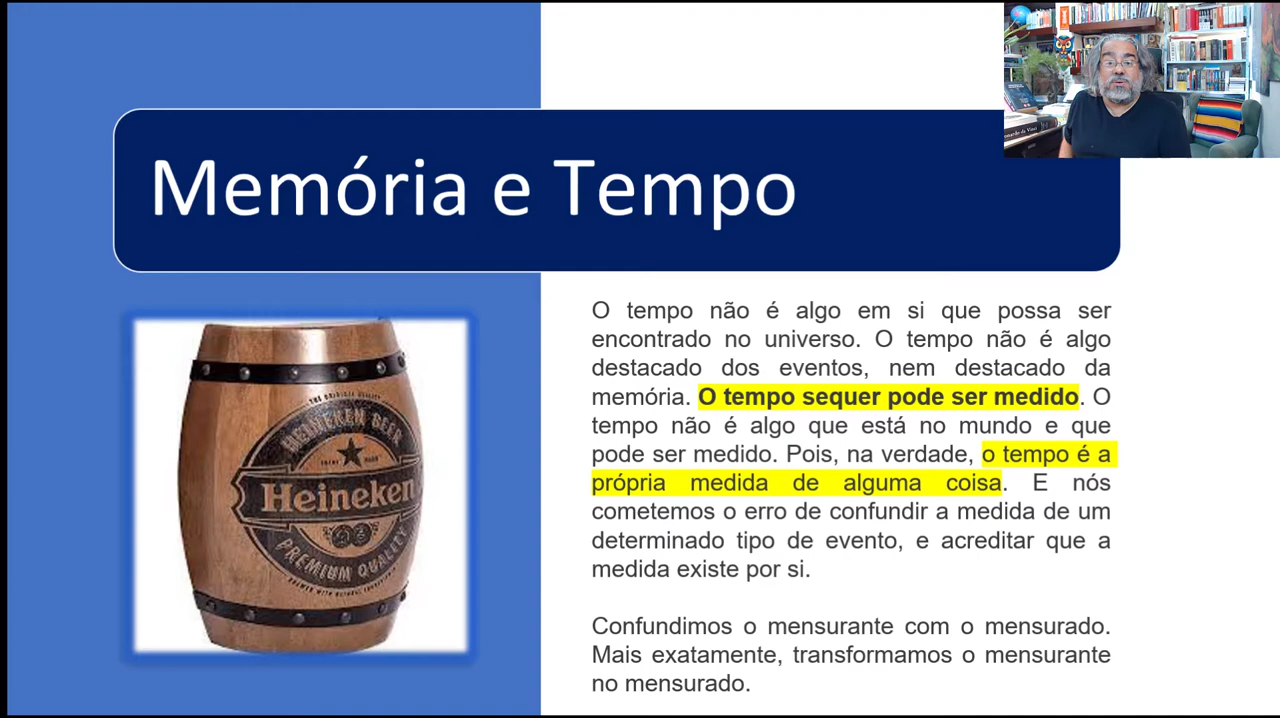 Memória e Tempo
O tempo não é algo em si que possa ser
encontrado no universo. O tempo não é algo
destacado dos eventos, nem destacado da
memória. O tempo sequer pode ser medido. O
tempo não é algo que está no mundo e que
pode ser medido. Pois, na verdade, o tempo é a
própria medida de alguma coisa. E nós
cometemos o erro de confundir a medida de um
determinado tipo de evento, e acreditar que a
medida existe por si.
Confundimos o mensurante com o mensurado.
Mais exatamente, transformamos o mensurante
no mensurado.
THE ORIGINAL QUALITY
HEINEKEN BEER
Heineken
PREMIUM QUALITY